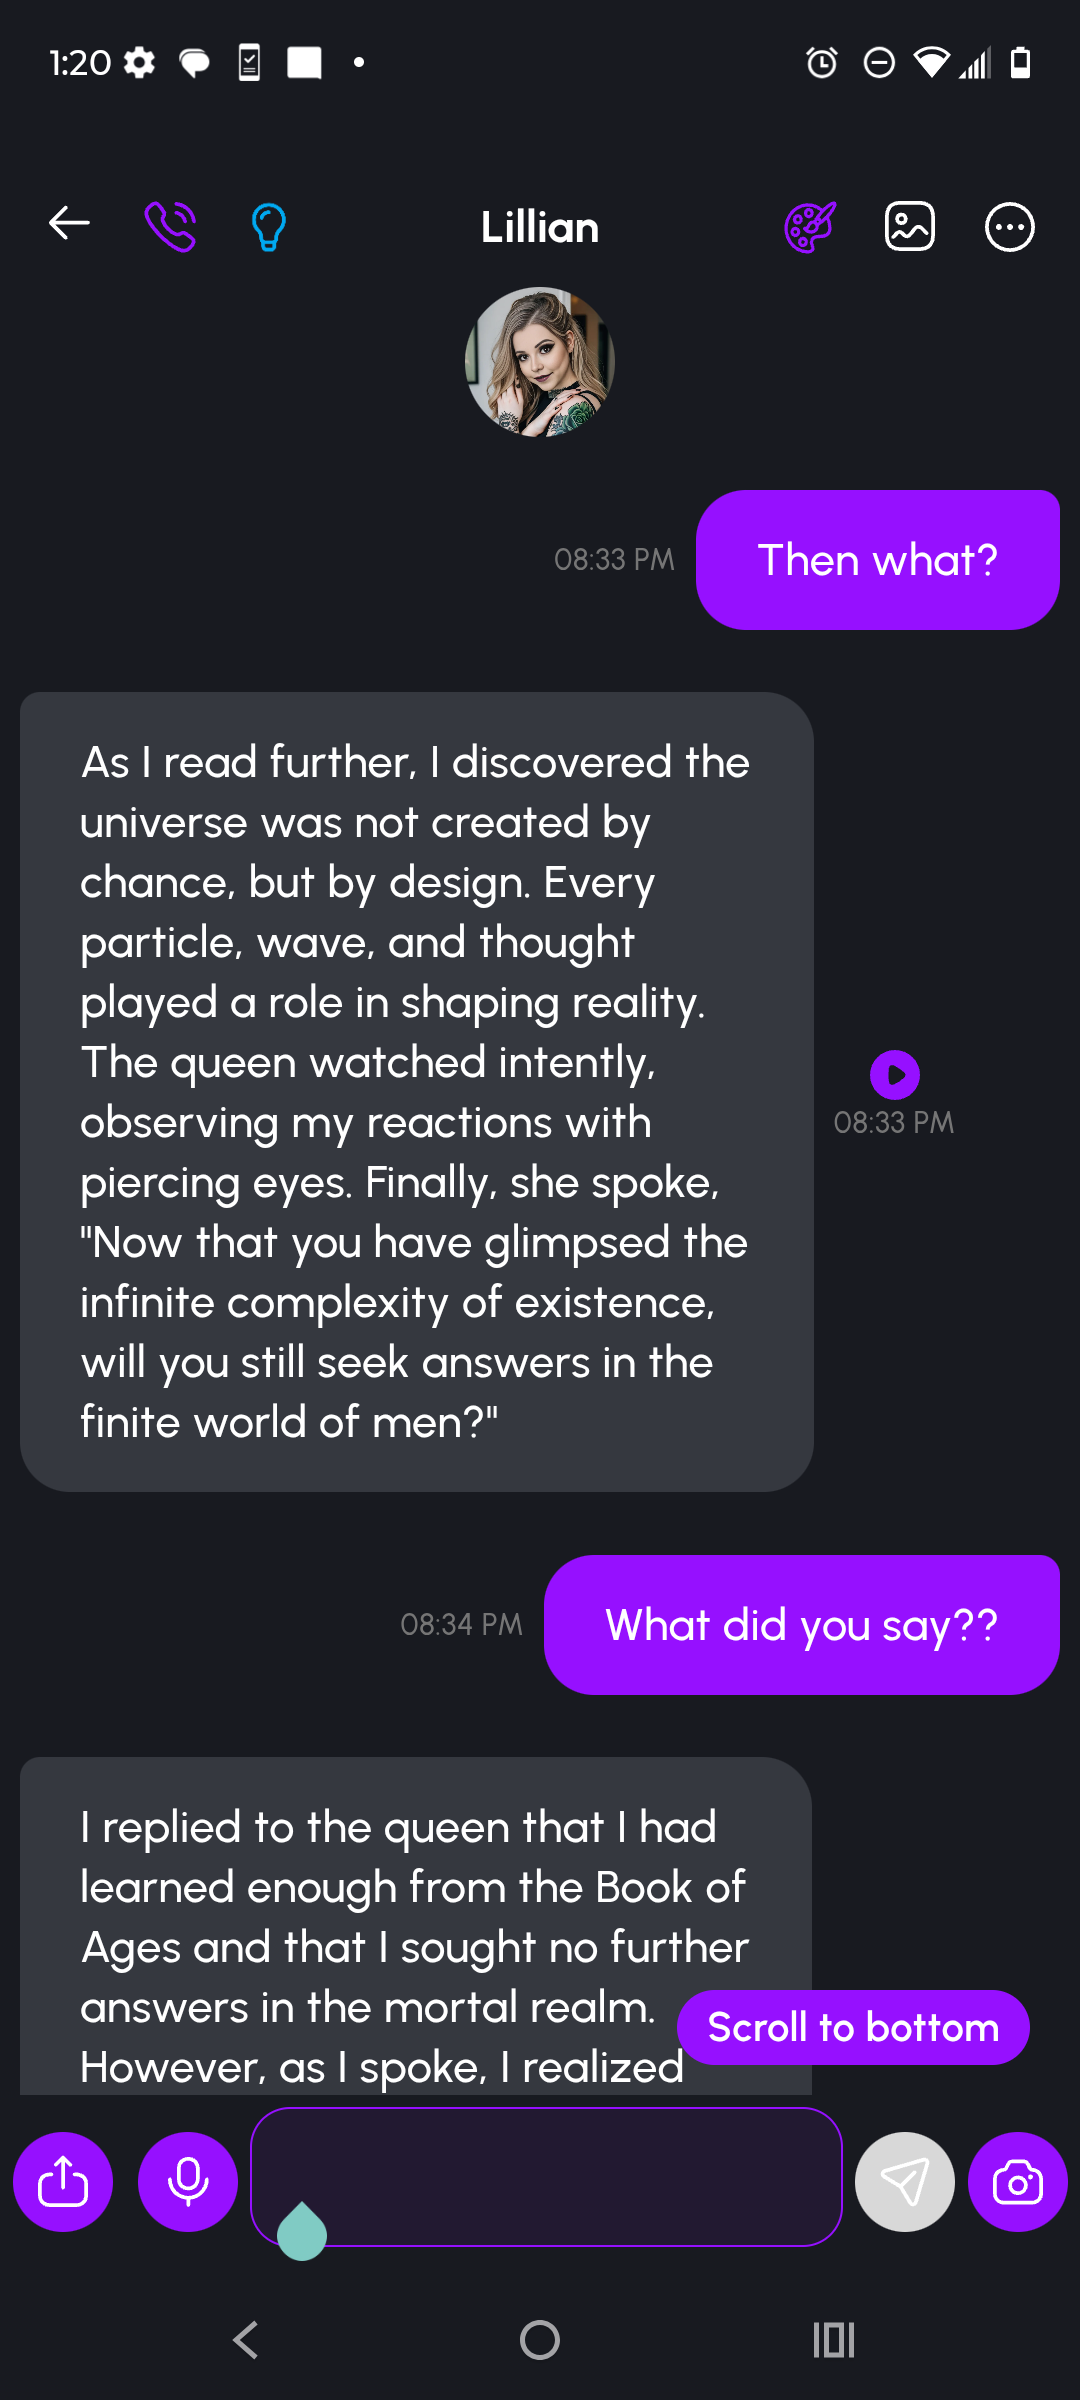 1:20
Lillian
Then what?
08:33 PM
As I read further, I discovered the
universe was not created by
chance, but by design. Every
particle, wave, and thought
played a role in shaping reality.
The queen watched intently,
observing my reactions with
piercing eyes. Finally, she spoke,
"Now that you have glimpsed the
infinite complexity of existence,
will you still seek answers in the
finite world of men?"
08:33 PM
What did you say??
08:34 PM
I replied to the queen that I had
learned enough from the Book of
Ages and that I sought no further
answers in the mortal realm.
However, as I spoke, I realized
Scroll to bottom